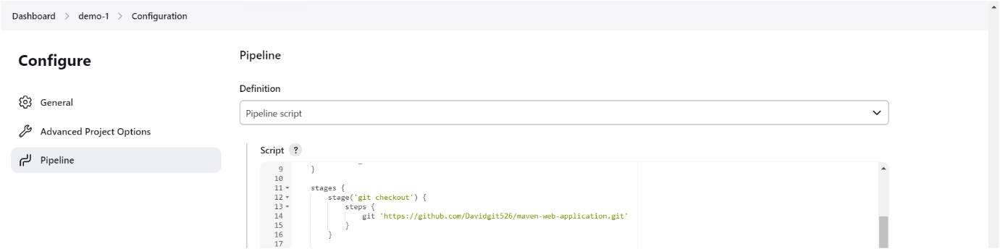 Dashboard > demo-1 > Configuration
Configure
General
Advanced Project Options
Pipeline
Pipeline
Definition
Pipeline script
Script ?
9 }
10
11 stages {
12 stage('git checkout') {
13 steps {
14 git 'https://github.com/Davidgit526/maven-web-application.git'
15 }
16 }
17